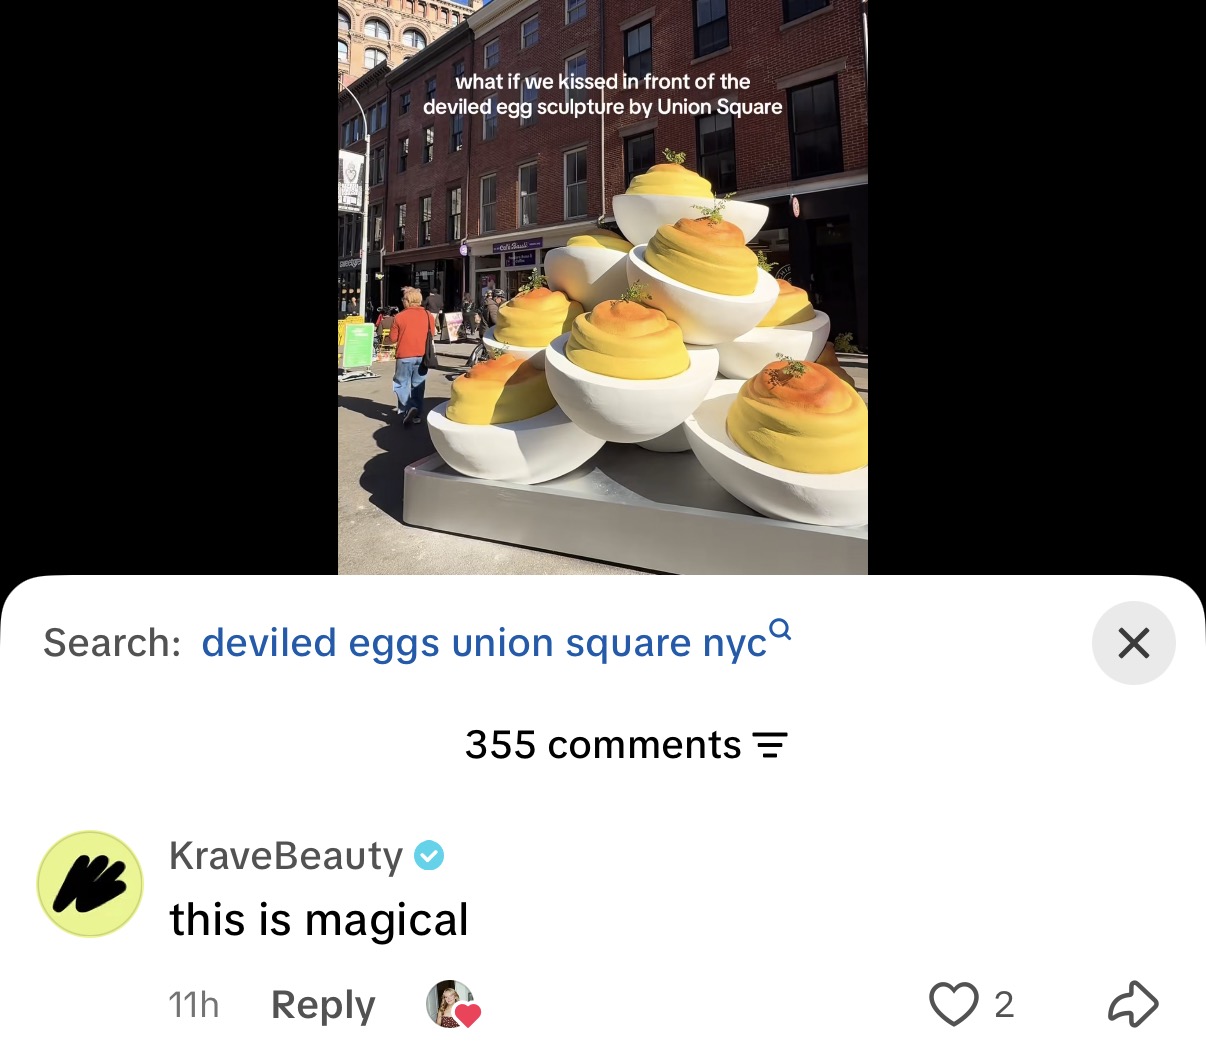 what if we kissed in front of the
deviled egg sculpture by Union Square
Search: deviled eggs union square nyc
355 comments
KraveBeauty
this is magical
11h Reply 2